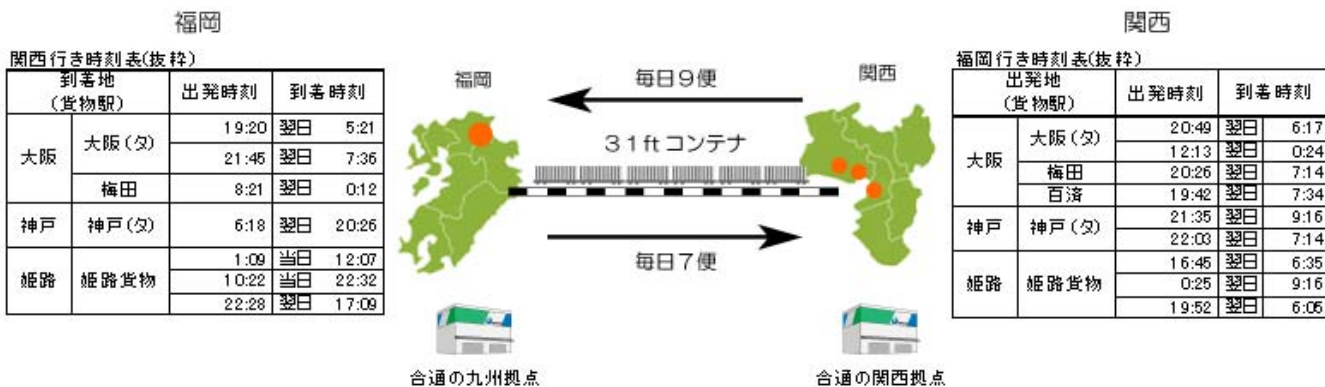 福岡
関西行き時刻表(抜粋)
到着地
(貨物駅) 出発時刻 到着時刻
大阪 大阪(タ) 19:20 翌日 5:21
21:45 翌日 7:36
梅田 8:21 翌日 0:12
神戸 神戸(タ) 6:18 翌日 20:26
姫路 姫路貨物 1:09 当日 12:07
10:22 当日 22:32
22:28 翌日 17:09
福岡
毎日9便
関西
31ftコンテナ
毎日7便
合通の九州拠点
合通の関西拠点
関西
福岡行き時刻表(抜粋)
出発地
(貨物駅) 出発時刻 到着時刻
大阪 大阪(タ) 20:49 翌日 6:17
12:13 翌日 0:24
梅田 20:26 翌日 7:14
百済 19:42 翌日 7:34
神戸 神戸(タ) 21:35 翌日 9:16
22:03 翌日 7:14
姫路 姫路貨物 16:45 翌日 6:35
0:25 翌日 9:16
19:52 翌日 6:05